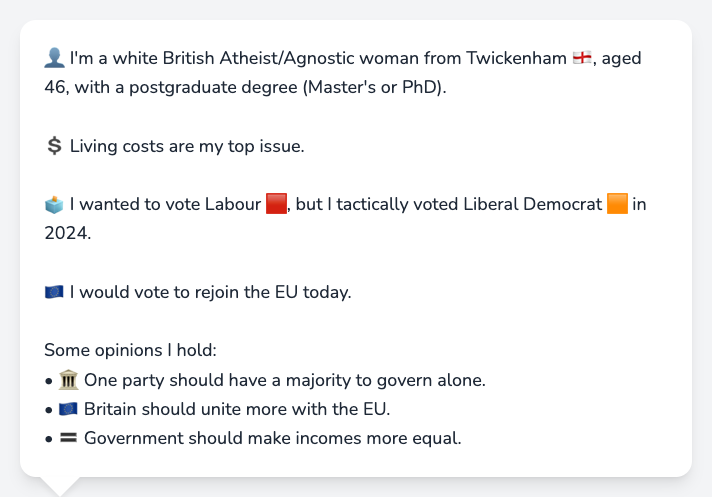 👤 I'm a white British Atheist/Agnostic woman from Twickenham 🏴󠁧󠁢󠁥󠁮󠁧󠁿, aged
46, with a postgraduate degree (Master's or PhD).
💲 Living costs are my top issue.
🗳️ I wanted to vote Labour 🟥, but I tactically voted Liberal Democrat 🟧 in
2024.
🇪🇺 I would vote to rejoin the EU today.
Some opinions I hold:
• 🏛️ One party should have a majority to govern alone.
• 🇪🇺 Britain should unite more with the EU.
• 🟰 Government should make incomes more equal.